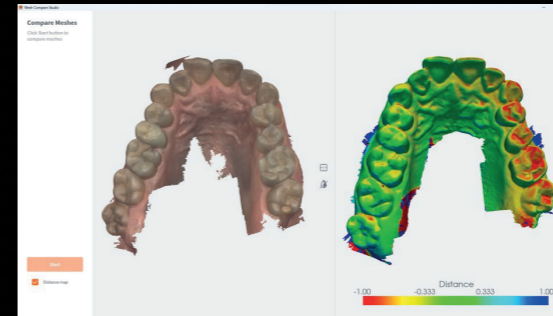 Mesh Compare Studio
Compare Meshes
Click Start button to
compare meshes
Start
Distance map
Distance
-1.00 -0.333 0.333 1.00